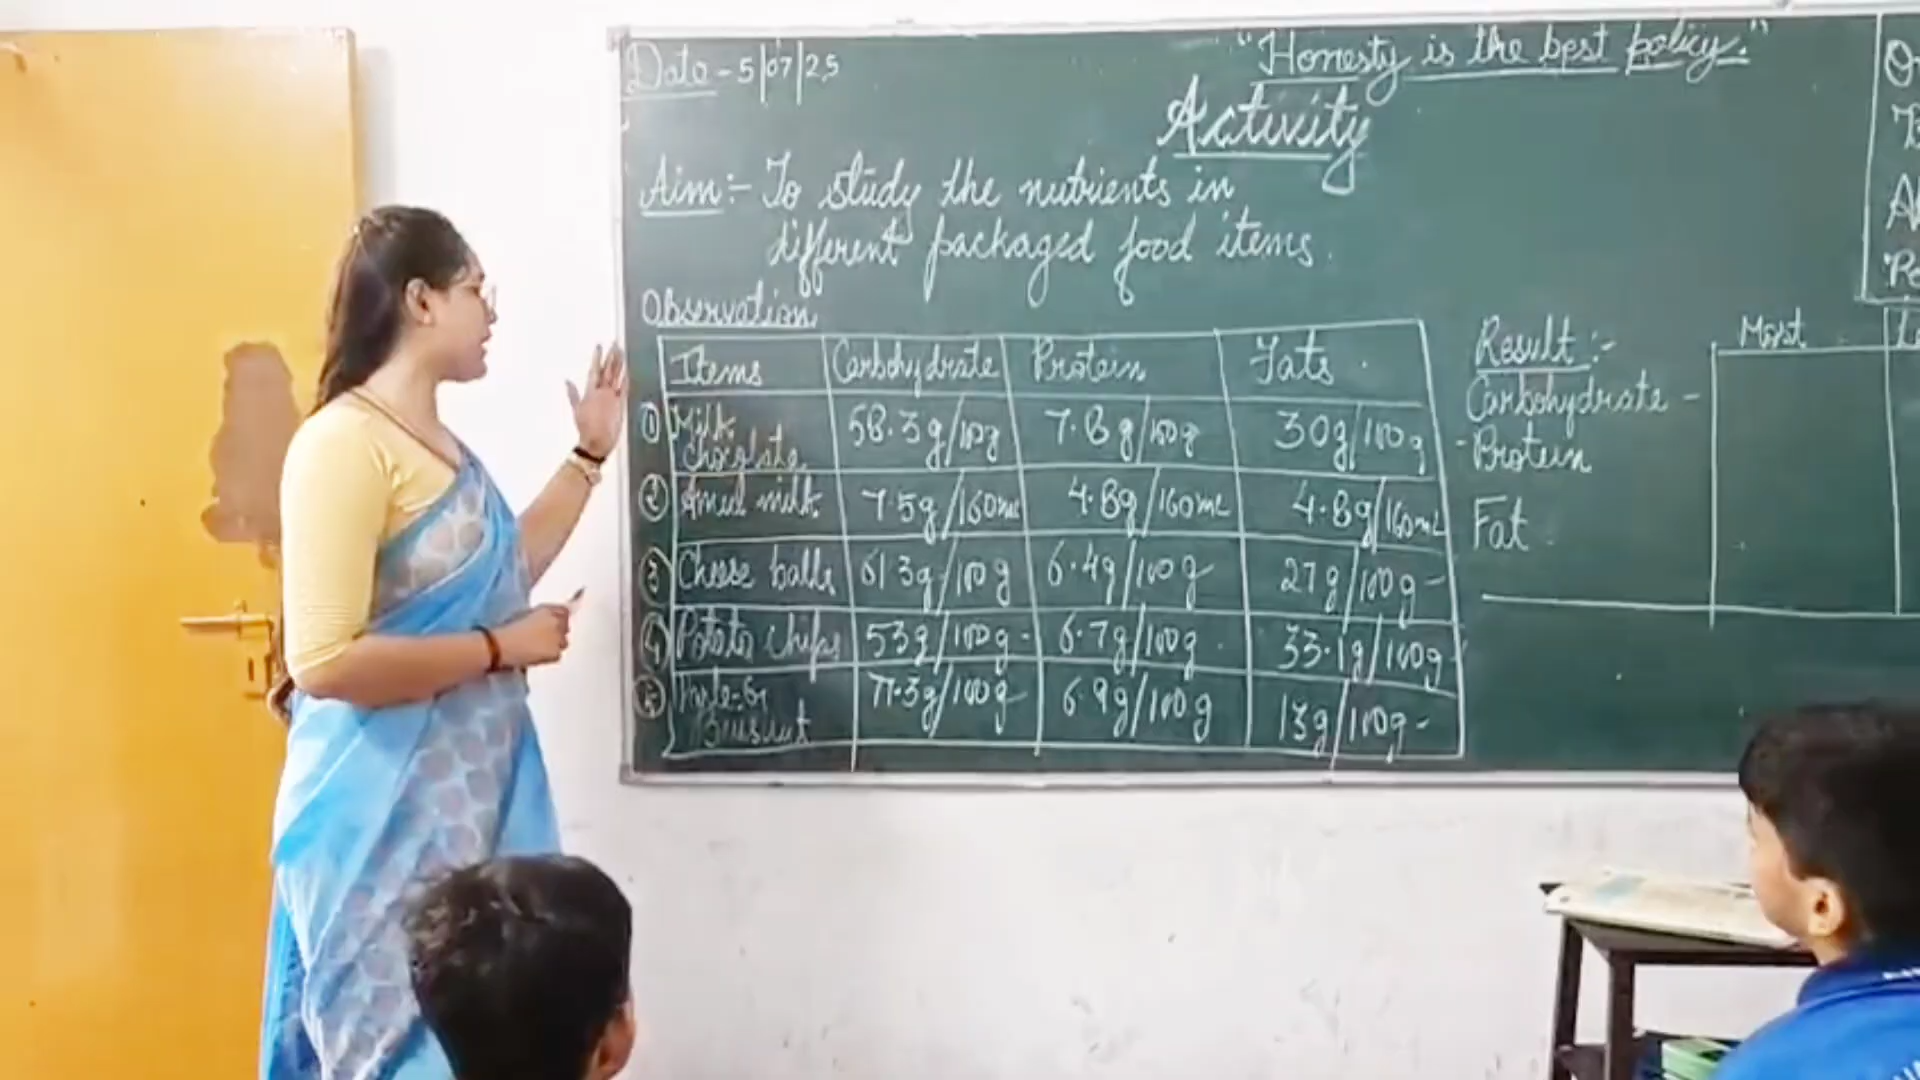 Date - 5/07/25
"Honesty is the best policy."
Activity
Aim:- To study the nutrients in
different packaged food items.
Observation
Items Carbohydrate Protein Fats
① Milk Chocolate 58.3g/100g 7.8g/100g 30g/100g
② Amul milk 7.5g/160mL 4.8g/160mL 4.8g/160mL
③ Cheese balls 61.3g/100g 6.4g/100g 27g/100g
④ Potato chips 53g/100g 6.7g/100g 33.1g/100g
⑤ Parle-G Biscuit 77.3g/100g 6.9g/100g 13g/100g
Result:- Most
Carbohydrate -
Protein
Fat